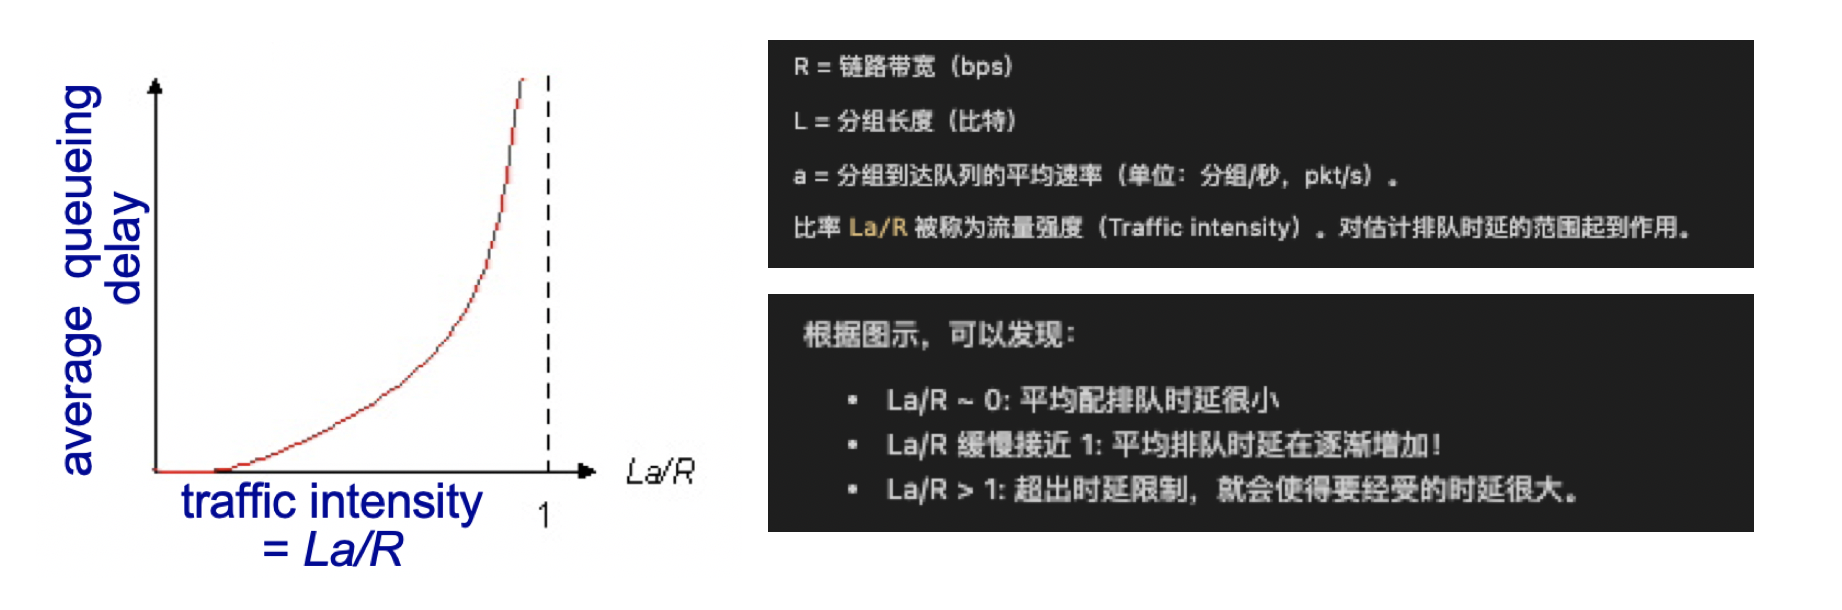 average queueing
delay
La/R
traffic intensity
= La/R
1
R = 链路带宽（bps）
L = 分组长度（比特）
a = 分组到达队列的平均速率（单位：分组/秒，pkt/s）。
比率 La/R 被称为流量强度（Traffic intensity）。对估计排队时延的范围起到作用。
根据图示，可以发现：
• La/R ~ 0: 平均配排队时延很小
• La/R 缓慢接近 1: 平均排队时延在逐渐增加！
• La/R > 1: 超出时延限制，就会使得要经受的时延很大。